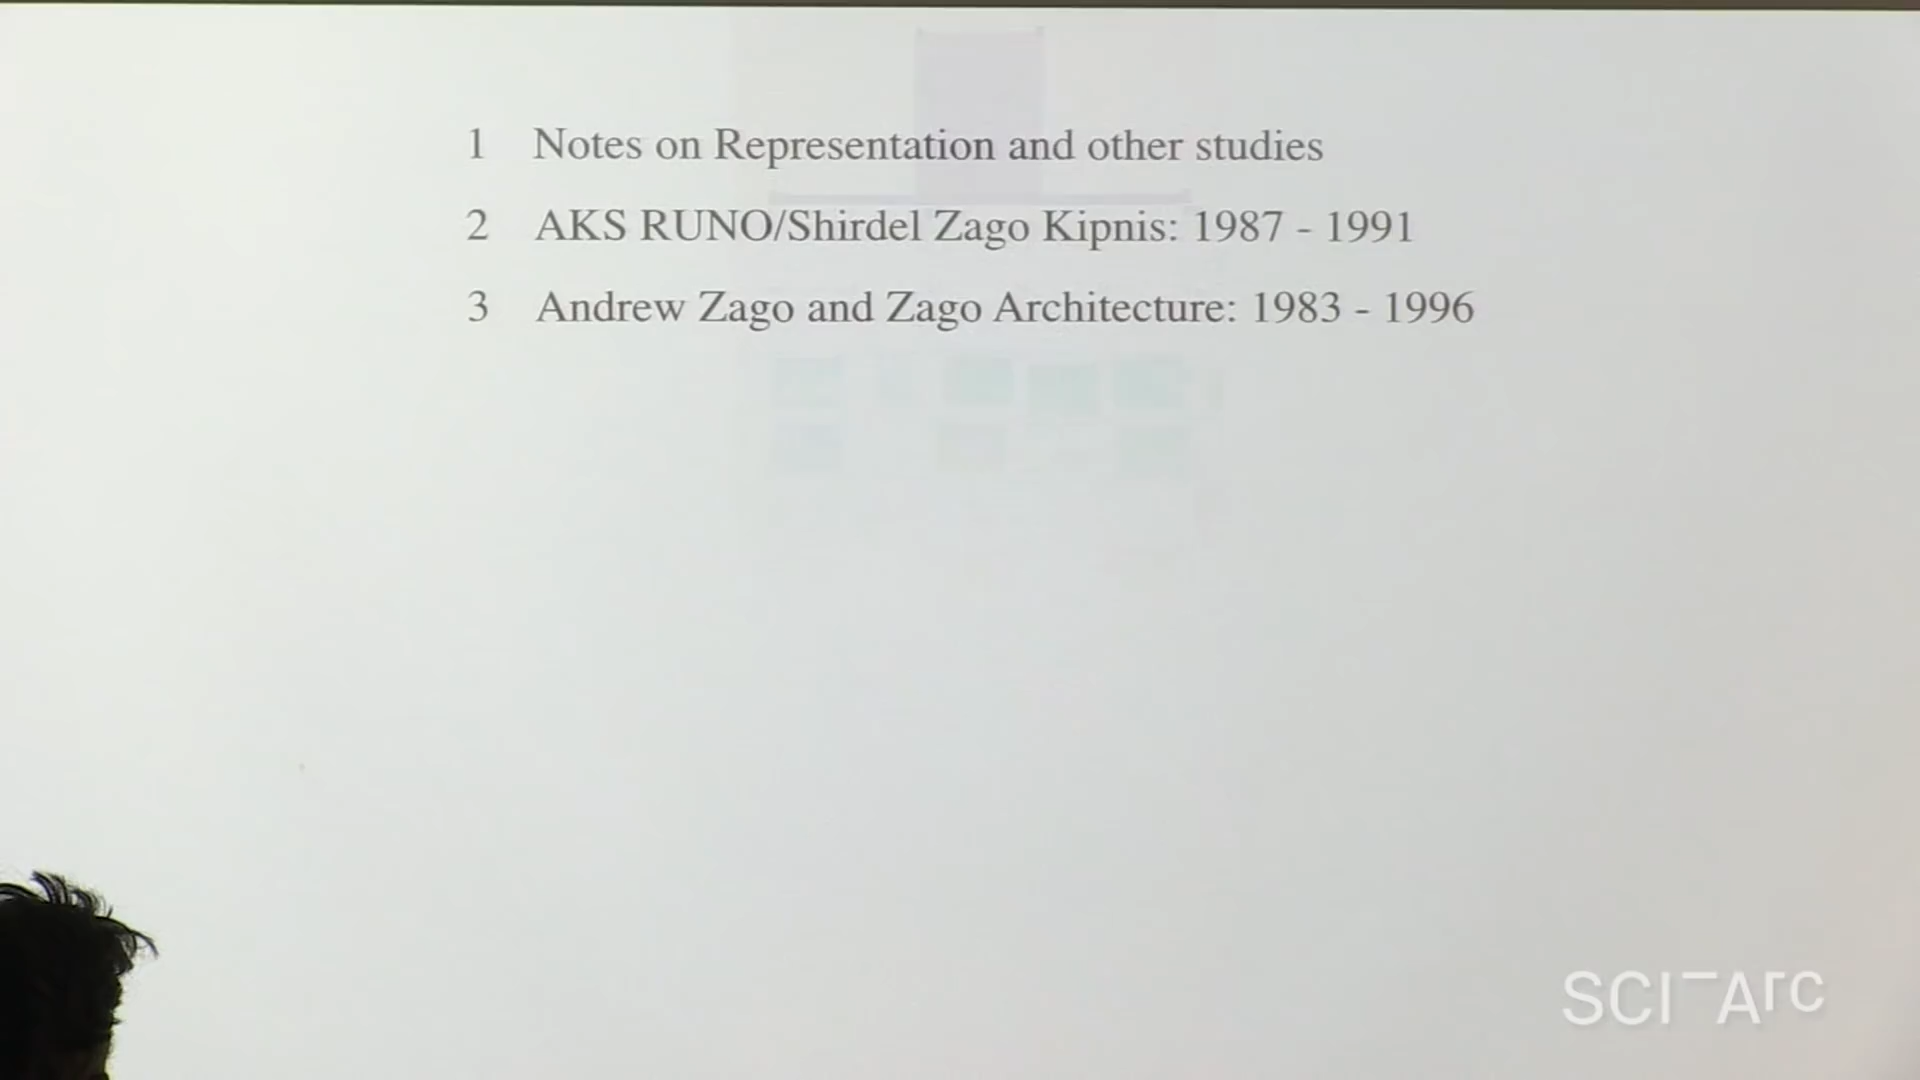 1 Notes on Representation and other studies
2 AKS RUNO/Shirdel Zago Kipnis: 1987 - 1991
3 Andrew Zago and Zago Architecture: 1983 - 1996
SCI-Arc